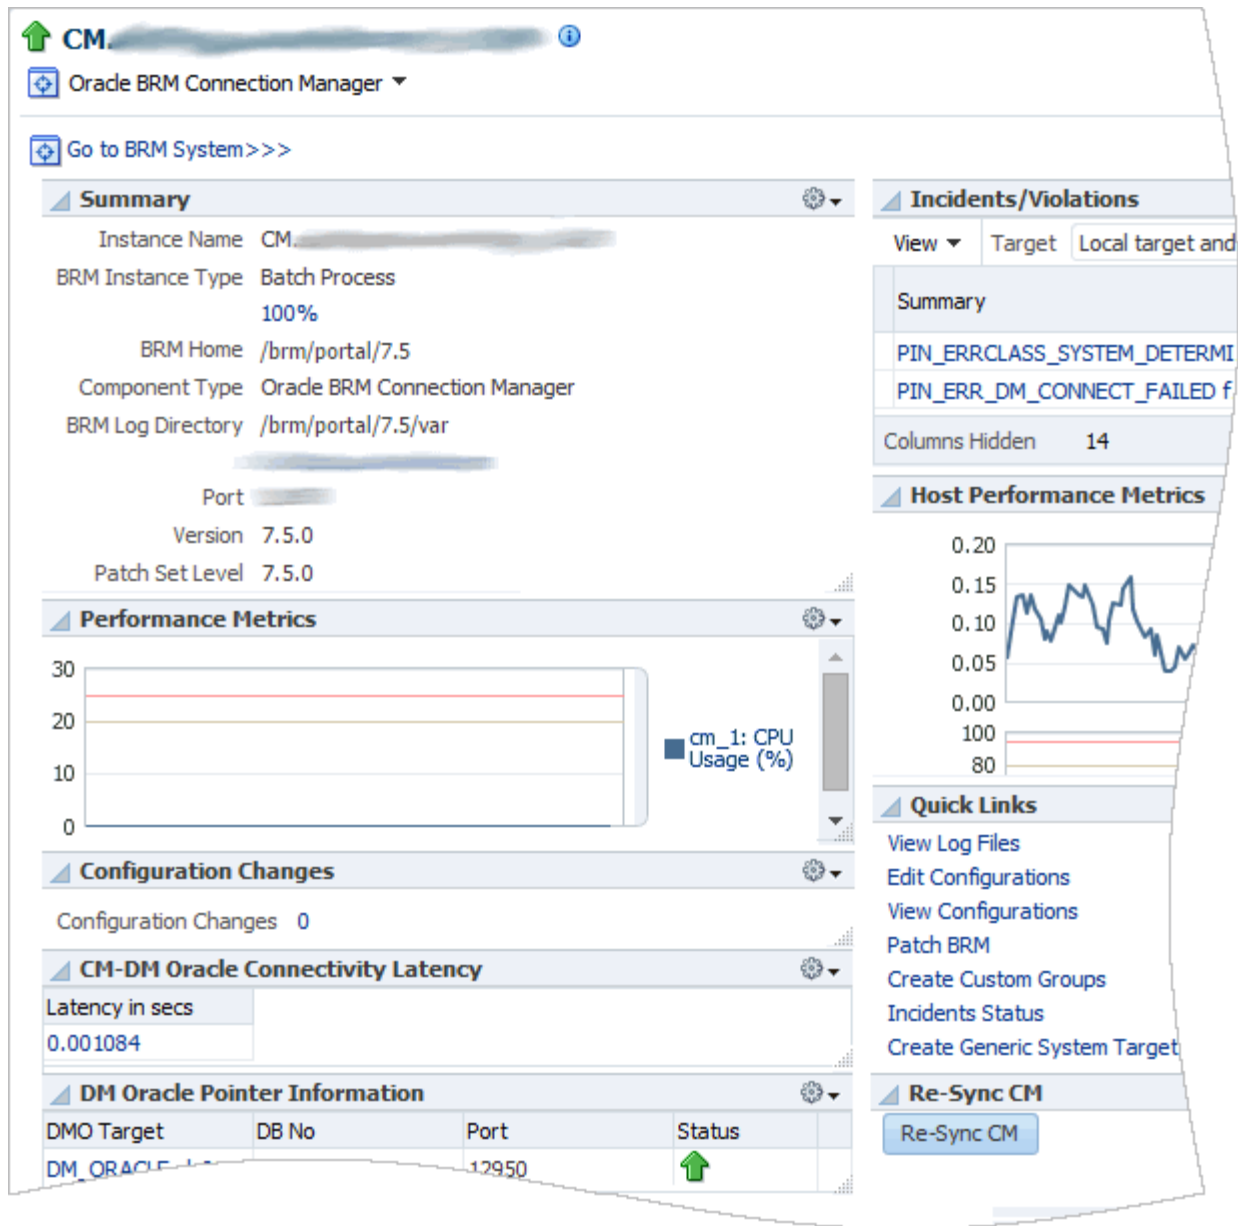 CM.
Oracle BRM Connection Manager
Go to BRM System>>>
Summary
Instance Name CM.
BRM Instance Type Batch Process
100%
BRM Home /brm/portal/7.5
Component Type Oracle BRM Connection Manager
BRM Log Directory /brm/portal/7.5/var
Port
Version 7.5.0
Patch Set Level 7.5.0
Performance Metrics
30
20
10
0
cm_1: CPU
Usage (%)
Configuration Changes
Configuration Changes 0
CM-DM Oracle Connectivity Latency
Latency in secs
0.001084
DM Oracle Pointer Information
DMO Target DB No Port Status
DM_ORACLE 12950
Incidents/Violations
View Target Local target and
Summary
PIN_ERRCLASS_SYSTEM_DETERMI
PIN_ERR_DM_CONNECT_FAILED f
Columns Hidden 14
Host Performance Metrics
0.20
0.15
0.10
0.05
0.00
100
80
Quick Links
View Log Files
Edit Configurations
View Configurations
Patch BRM
Create Custom Groups
Incidents Status
Create Generic System Target
Re-Sync CM
Re-Sync CM